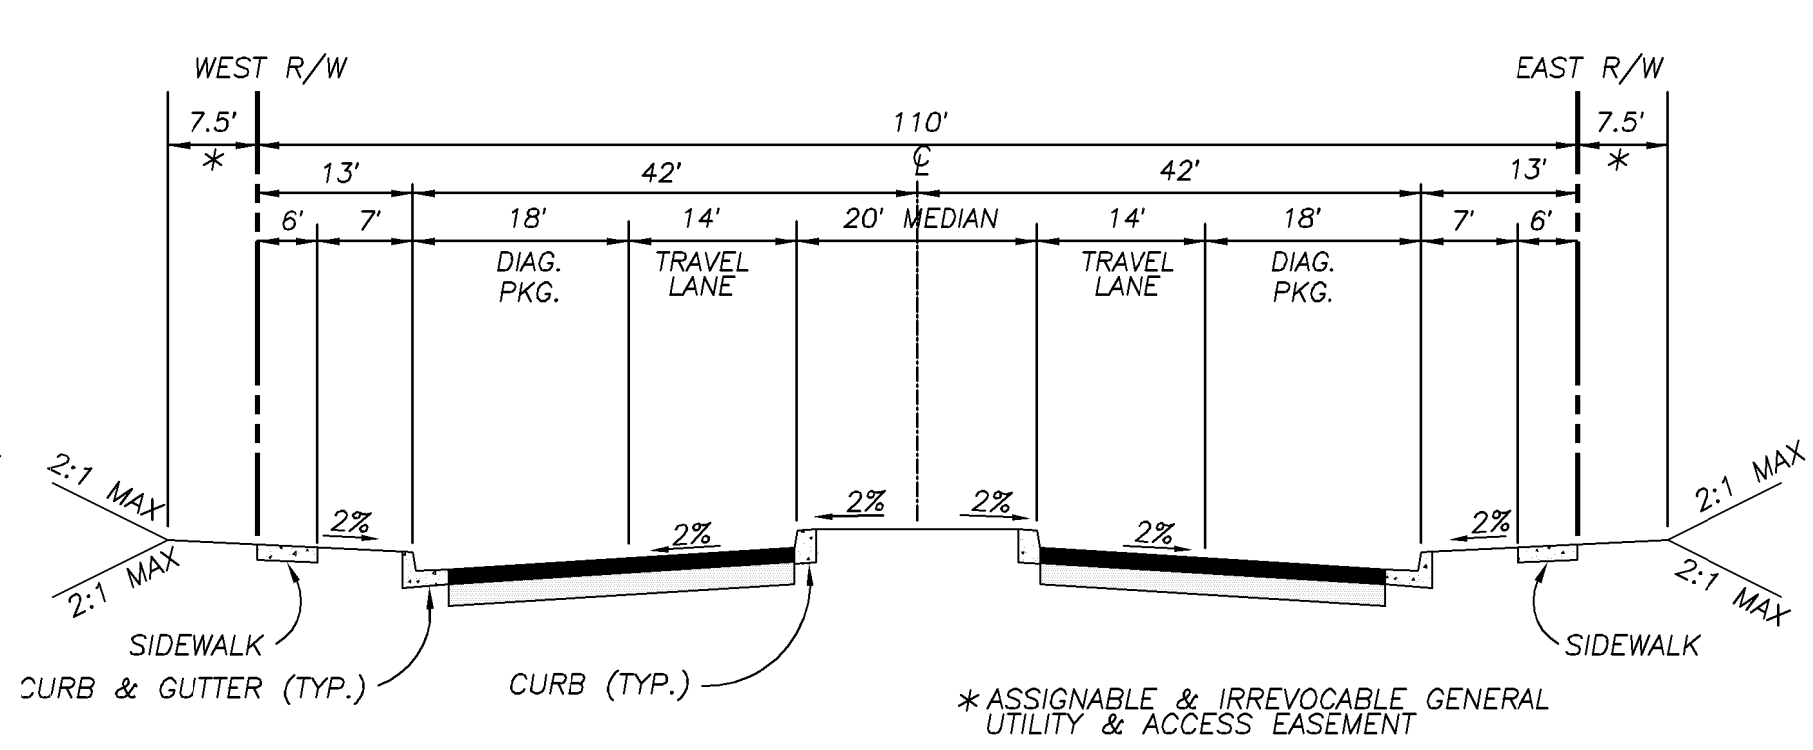 WEST R/W
EAST R/W
7.5'
110'
7.5'
*
℄
*
13'
42'
42'
13'
6'
7'
18'
14'
20' MEDIAN
14'
18'
7'
6'
DIAG.
PKG.
TRAVEL
LANE
TRAVEL
LANE
DIAG.
PKG.
2:1 MAX
2:1 MAX
2%
2%
2%
2%
2%
2%
2:1 MAX
2:1 MAX
SIDEWALK
CURB & GUTTER (TYP.)
CURB (TYP.)
SIDEWALK
* ASSIGNABLE & IRREVOCABLE GENERAL
UTILITY & ACCESS EASEMENT